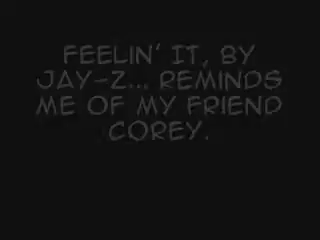 FEELIN' IT, BY
JAY-Z... REMINDS
ME OF MY FRIEND
COREY.